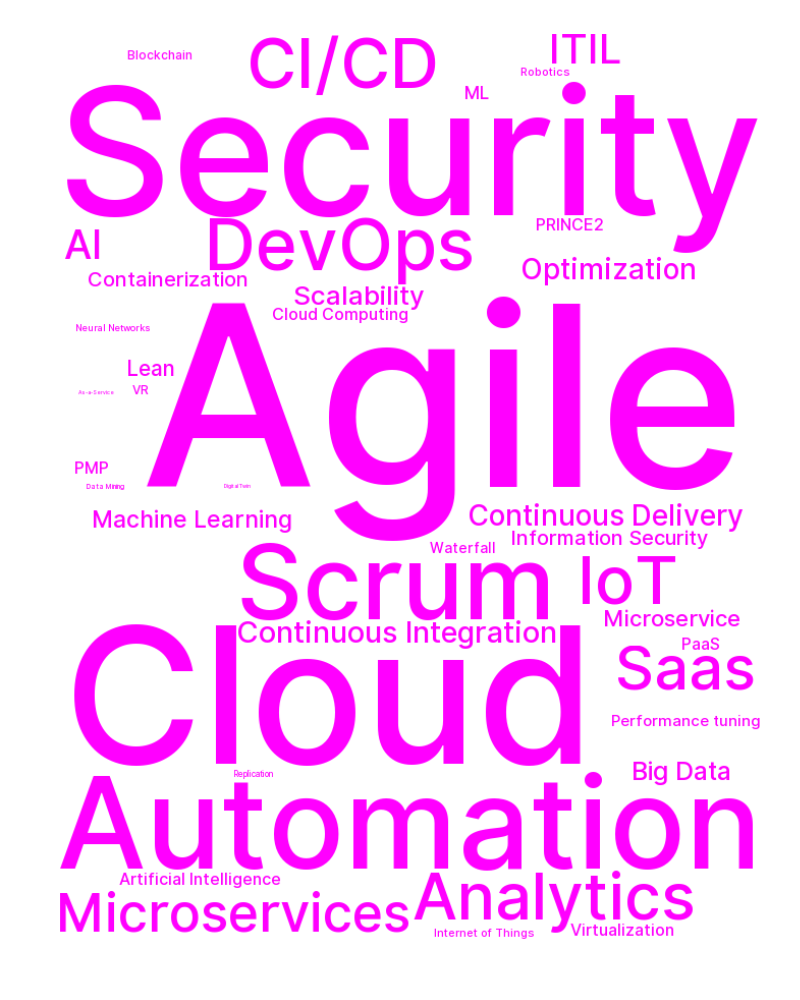 CI/CD
ITIL
Blockchain
Robotics
ML
Security
PRINCE2
AI
DevOps
Optimization
Containerization
Scalability
Cloud Computing
Neural Networks
Agile
Lean
VR
As-a-Service
PMP
Data Mining
Digital Twin
Machine Learning
Continuous Delivery
Information Security
Waterfall
Scrum
IoT
Microservice
Continuous Integration
PaaS
Saas
Cloud
Performance tuning
Big Data
Replication
Automation
Artificial Intelligence
Analytics
Microservices
Virtualization
Internet of Things